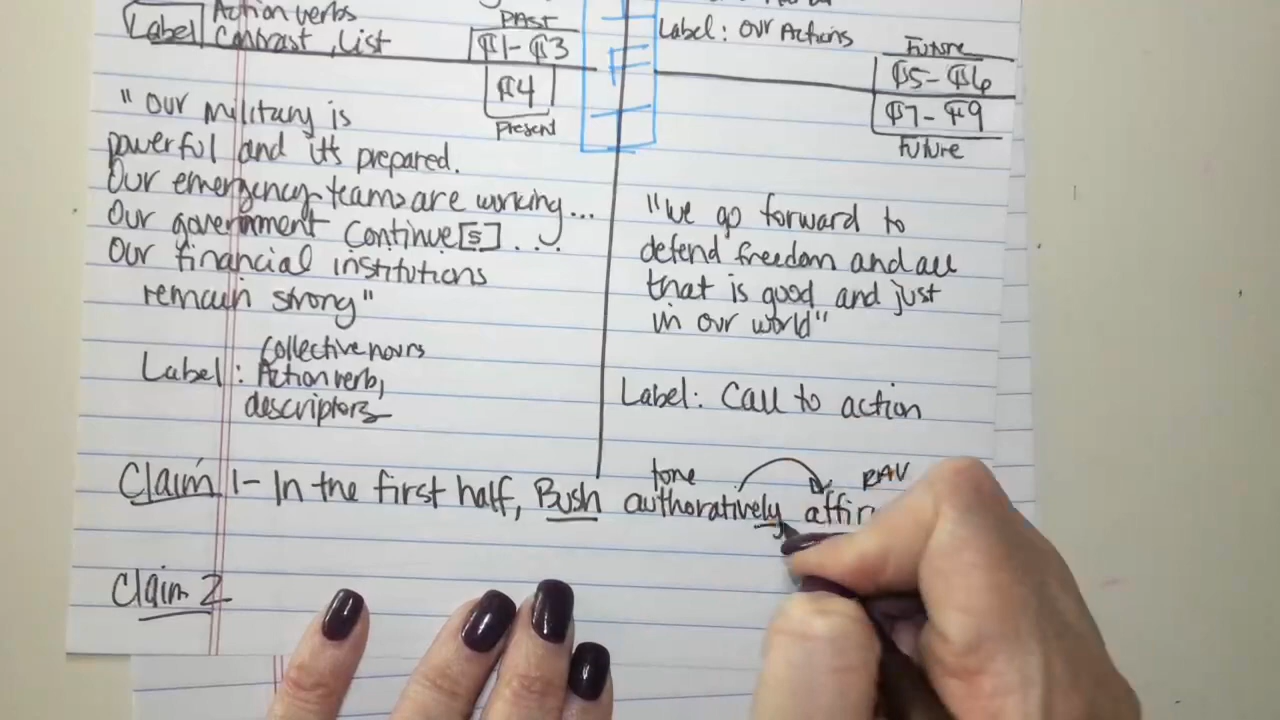 Label Action verbs
Contrast, List
Past
₵1-₵3
₵4
Present
"our military is
powerful and it's prepared.
Our emergency teams are working...
Our government continue[s]...
Our financial institutions
remain strong"
Label: collective nouns
Action verb,
descriptors
Label: our Actions
Future
₵5-₵6
₵7-₵9
Future
"we go forward to
defend freedom and all
that is good and just
in our world"
Label: Call to action
tone RAV
Claim 1- In the first half, Bush authoratively affir
Claim 2